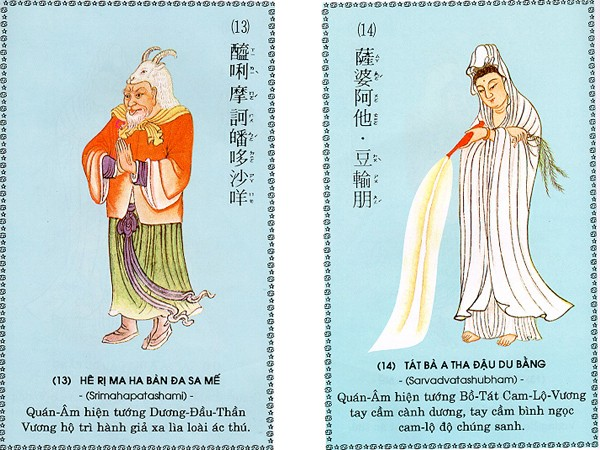 (13)
醯唎摩訶皤哆沙咩
(13) HÊ RỊ MA HA BÀN ĐA SA MẾ
- (Srimahapatashami) -
Quán-Âm hiện tướng Dương-Đầu-Thần
Vương hộ trì hành giả xa lìa loài ác thú.
(14)
薩婆阿他・豆輸朋
(14) TÁT BÀ A THA ĐẬU DU BẰNG
- (Sarvadvatashubham) -
Quán-Âm hiện tướng Bồ-Tát Cam-Lộ-Vương
tay cầm cành dương, tay cầm bình ngọc
cam-lộ độ chúng sanh.